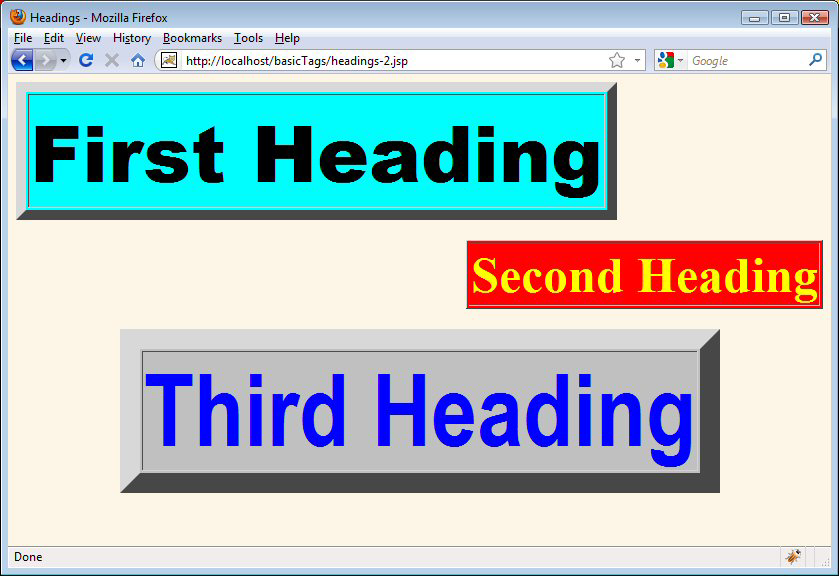 Headings - Mozilla Firefox
File Edit View History Bookmarks Tools Help
http://localhost/basicTags/headings-2.jsp Google
First Heading
Second Heading
Third Heading
Done